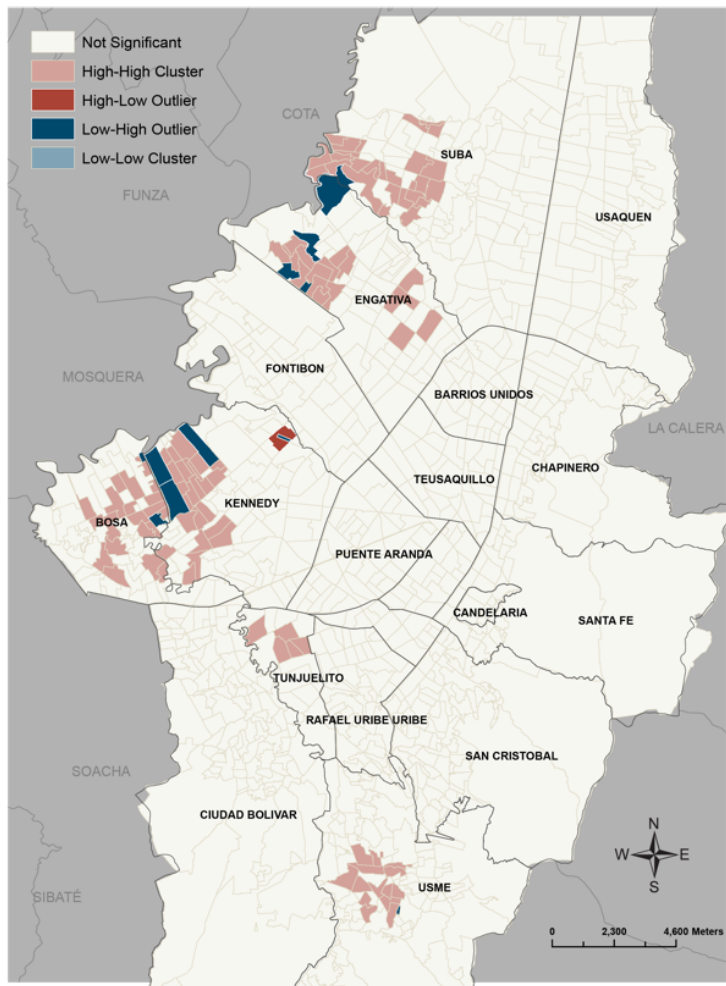 Not Significant
High-High Cluster
High-Low Outlier
Low-High Outlier
Low-Low Cluster
COTA
SUBA
FUNZA
USAQUEN
ENGATIVA
FONTIBON
MOSQUERA
BARRIOS UNIDOS
LA CALERA
CHAPINERO
TEUSAQUILLO
KENNEDY
BOSA
PUENTE ARANDA
CANDELARIA
SANTA FE
TUNJUELITO
RAFAEL URIBE URIBE
SAN CRISTOBAL
SOACHA
CIUDAD BOLIVAR
N
W E
S
USME
SIBATÉ
0 2,300 4,600 Meters